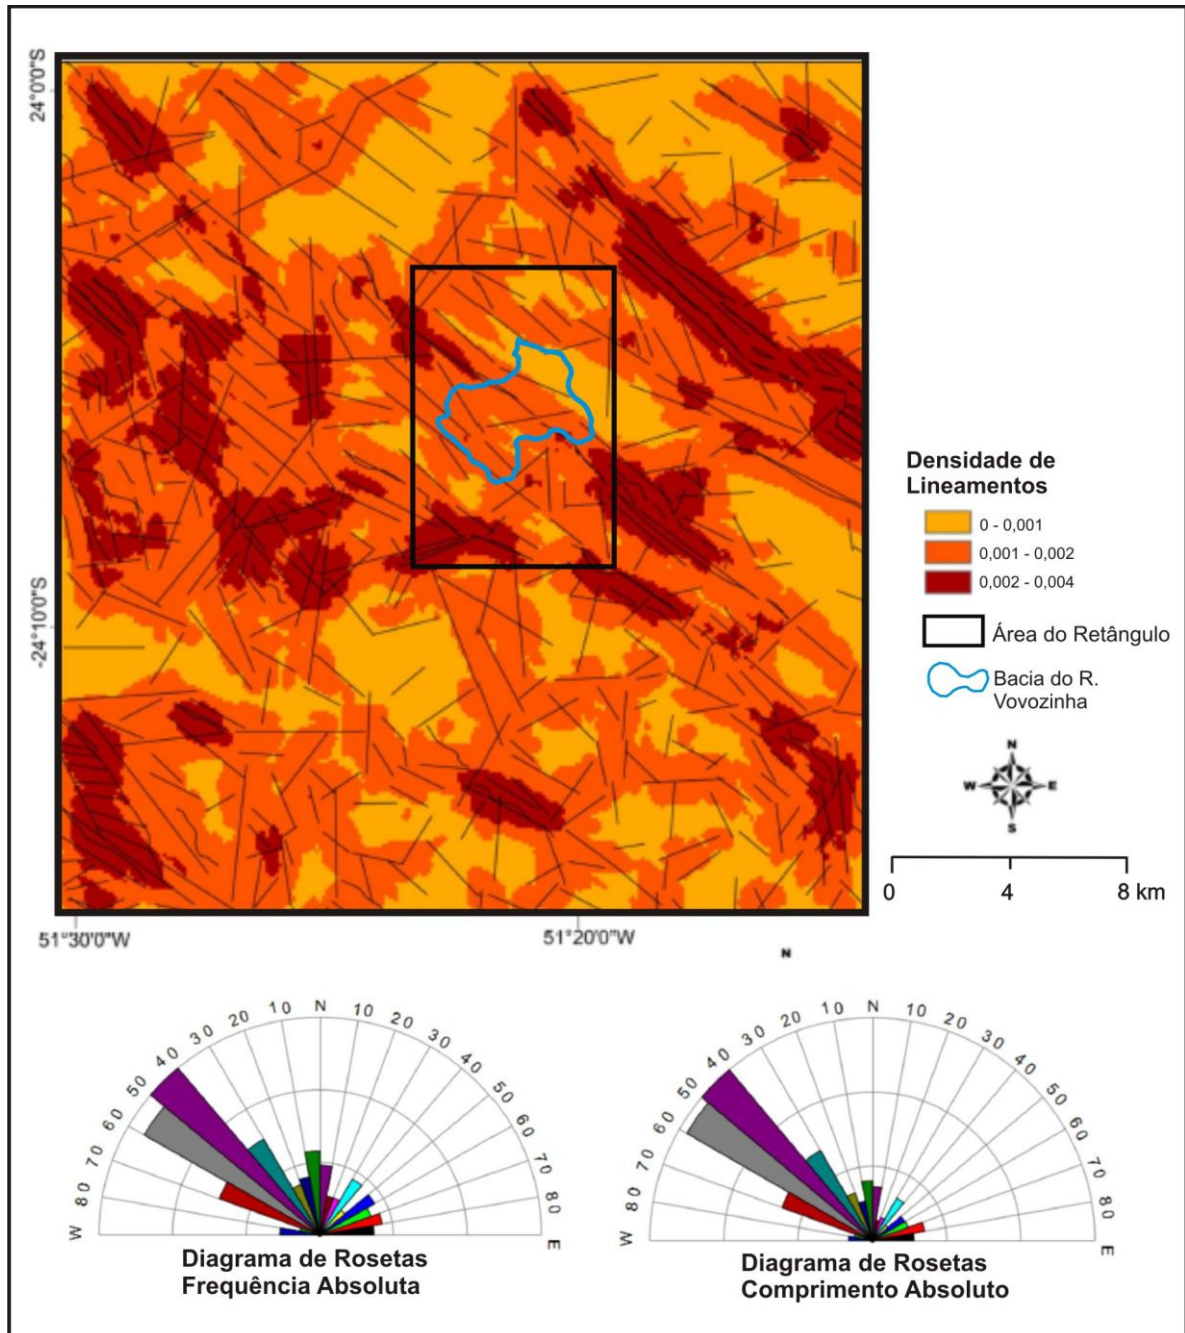 24°0'0"S
-24°10'0"S
51°30'0"W
51°20'0"W
Densidade de
Lineamentos
0 - 0,001
0,001 - 0,002
0,002 - 0,004
Área do Retângulo
Bacia do R.
Vovozinha
N
W
E
S
0
4
8 km
N
W
80
70
60
50
40
30
20
10
N
10
20
30
40
50
60
70
80
E
Diagrama de Rosetas
Frequência Absoluta
W
80
70
60
50
40
30
20
10
N
10
20
30
40
50
60
70
80
E
Diagrama de Rosetas
Comprimento Absoluto